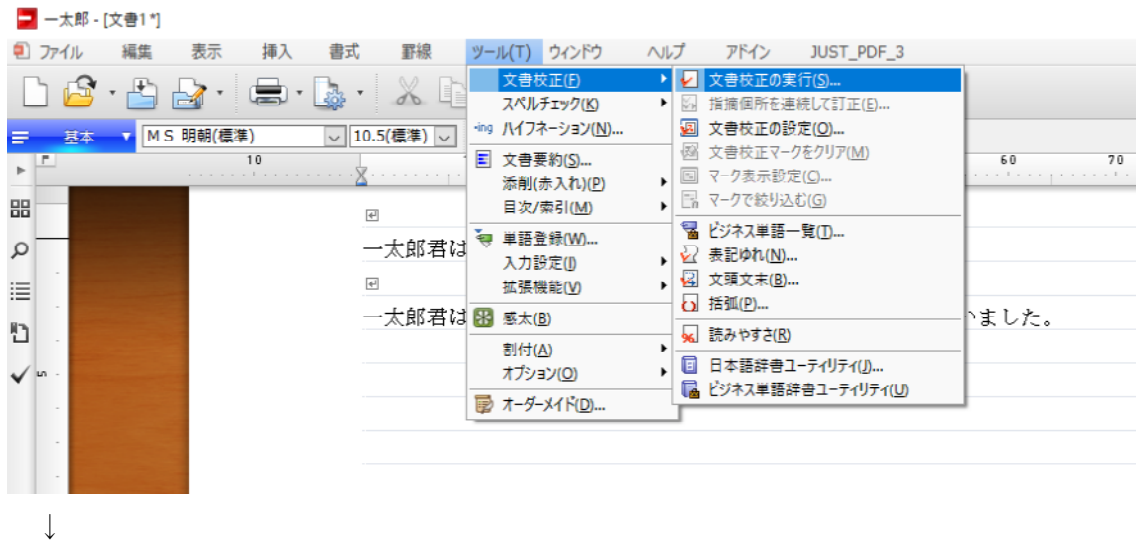 一太郎 - [文書1 *]
ファイル 編集 表示 挿入 書式 罫線 ツール(T) ウィンドウ ヘルプ アドイン JUST_PDF_3
基本 ＭＳ 明朝(標準) 10.5(標準)
10 60 70
文書校正(F)
スペルチェック(K)
-ing ハイフネーション(N)...
文書要約(S)...
添削(赤入れ)(P)
目次/索引(M)
単語登録(W)...
入力設定(I)
拡張機能(V)
感太(B)
割付(A)
オプション(O)
オーダーメイド(D)...
文書校正の実行(S)...
指摘個所を連続して訂正(E)...
文書校正の設定(O)...
文書校正マークをクリア(M)
マーク表示設定(C)...
マークで絞り込む(G)
ビジネス単語一覧(T)...
表記ゆれ(N)...
文頭文末(B)...
括弧(P)...
読みやすさ(R)
日本語辞書ユーティリティ(J)...
ビジネス単語辞書ユーティリティ(U)
一太郎君は
一太郎君は いました。
5
↓